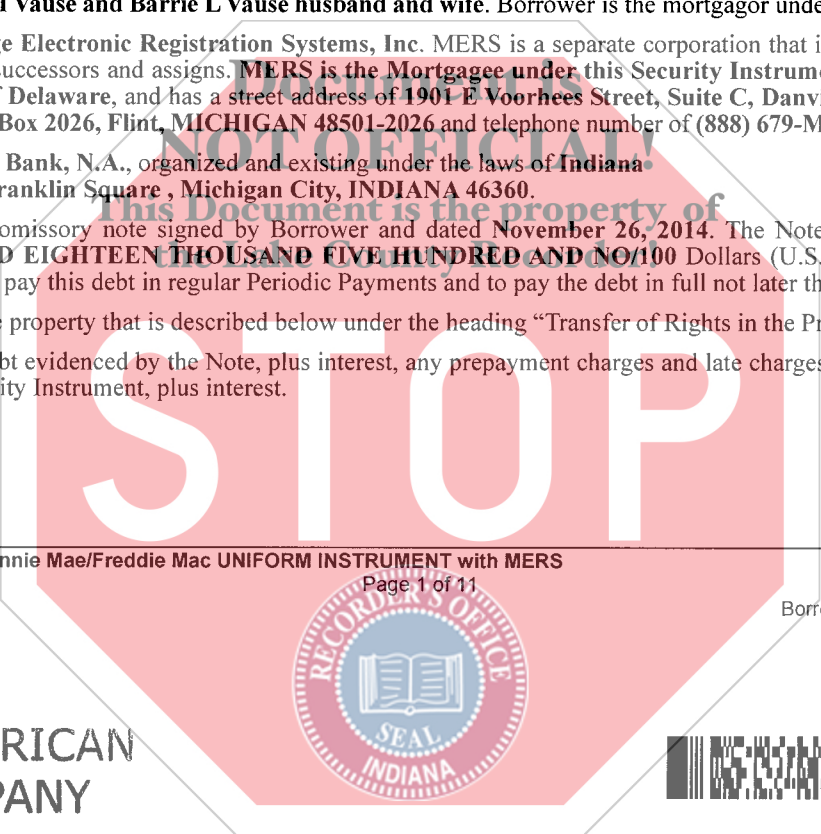 l Vause and Barrie L Vause husband and wife. Borrower is the mortgagor unde
ge Electronic Registration Systems, Inc. MERS is a separate corporation that i
successors and assigns. MERS is the Mortgagee under this Security Instrume
f Delaware, and has a street address of 1901 E Voorhees Street, Suite C, Danvi
Box 2026, Flint, MICHIGAN 48501-2026 and telephone number of (888) 679-M
Document is
NOT OFFICIAL!
Bank, N.A., organized and existing under the laws of Indiana
ranklin Square , Michigan City, INDIANA 46360.
This Document is the property of
the Lake County Recorder!
omissory note signed by Borrower and dated November 26, 2014. The Note
D EIGHTEEN THOUSAND FIVE HUNDRED AND NO/100 Dollars (U.S.
pay this debt in regular Periodic Payments and to pay the debt in full not later th
e property that is described below under the heading “Transfer of Rights in the Pr
bt evidenced by the Note, plus interest, any prepayment charges and late charges
ity Instrument, plus interest.
STOP
nnie Mae/Freddie Mac UNIFORM INSTRUMENT with MERS
Page 1 of 11
Borr
RECORDER'S OFFICE
SEAL
INDIANA
RICAN
PANY